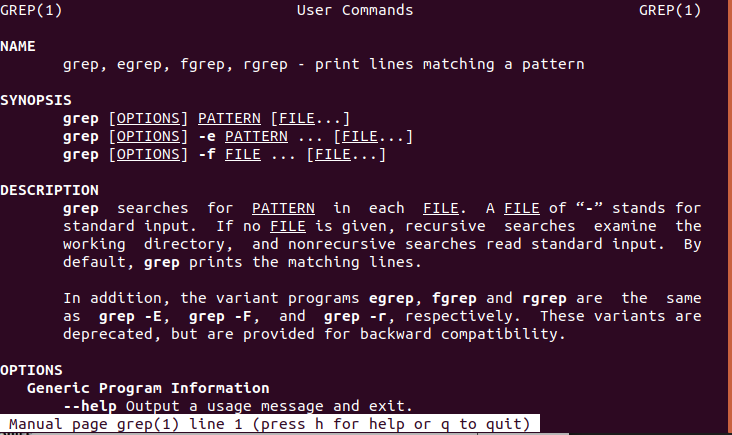 GREP(1) User Commands GREP(1)
NAME
grep, egrep, fgrep, rgrep - print lines matching a pattern
SYNOPSIS
grep [OPTIONS] PATTERN [FILE...]
grep [OPTIONS] -e PATTERN ... [FILE...]
grep [OPTIONS] -f FILE ... [FILE...]
DESCRIPTION
grep searches for PATTERN in each FILE. A FILE of “-” stands for
standard input. If no FILE is given, recursive searches examine the
working directory, and nonrecursive searches read standard input. By
default, grep prints the matching lines.
In addition, the variant programs egrep, fgrep and rgrep are the same
as grep -E, grep -F, and grep -r, respectively. These variants are
deprecated, but are provided for backward compatibility.
OPTIONS
Generic Program Information
--help Output a usage message and exit.
Manual page grep(1) line 1 (press h for help or q to quit)